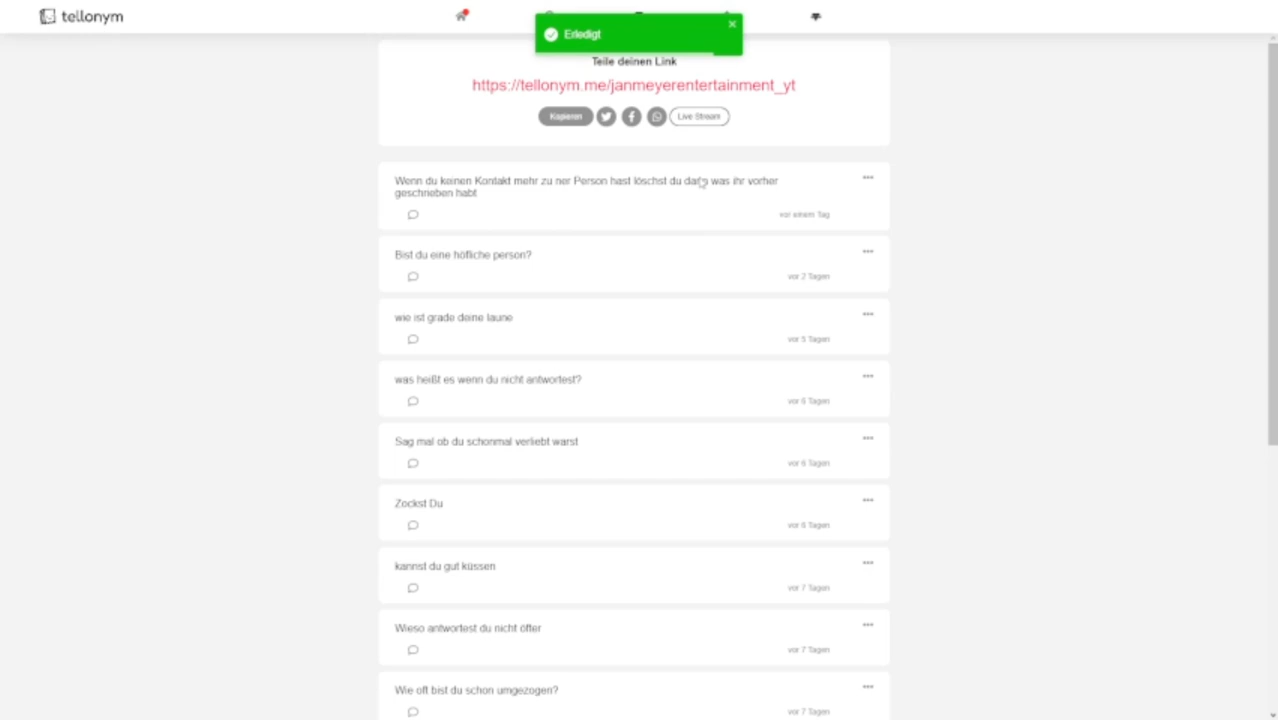 tellonym
Erledigt
Teile deinen Link
https://tellonym.me/janmeyerentertainment_yt
Kopieren
Live Stream
Wenn du keinen Kontakt mehr zu ner Person hast löschst du dann was ihr vorher
geschrieben habt
vor einem Tag
Bist du eine höfliche person?
vor 2 Tagen
wie ist grade deine laune
vor 5 Tagen
was heißt es wenn du nicht antwortest?
vor 6 Tagen
Sag mal ob du schonmal verliebt warst
vor 6 Tagen
Zockst Du
vor 6 Tagen
kannst du gut küssen
vor 7 Tagen
Wieso antwortest du nicht öfter
vor 7 Tagen
Wie oft bist du schon umgezogen?
vor 7 Tagen